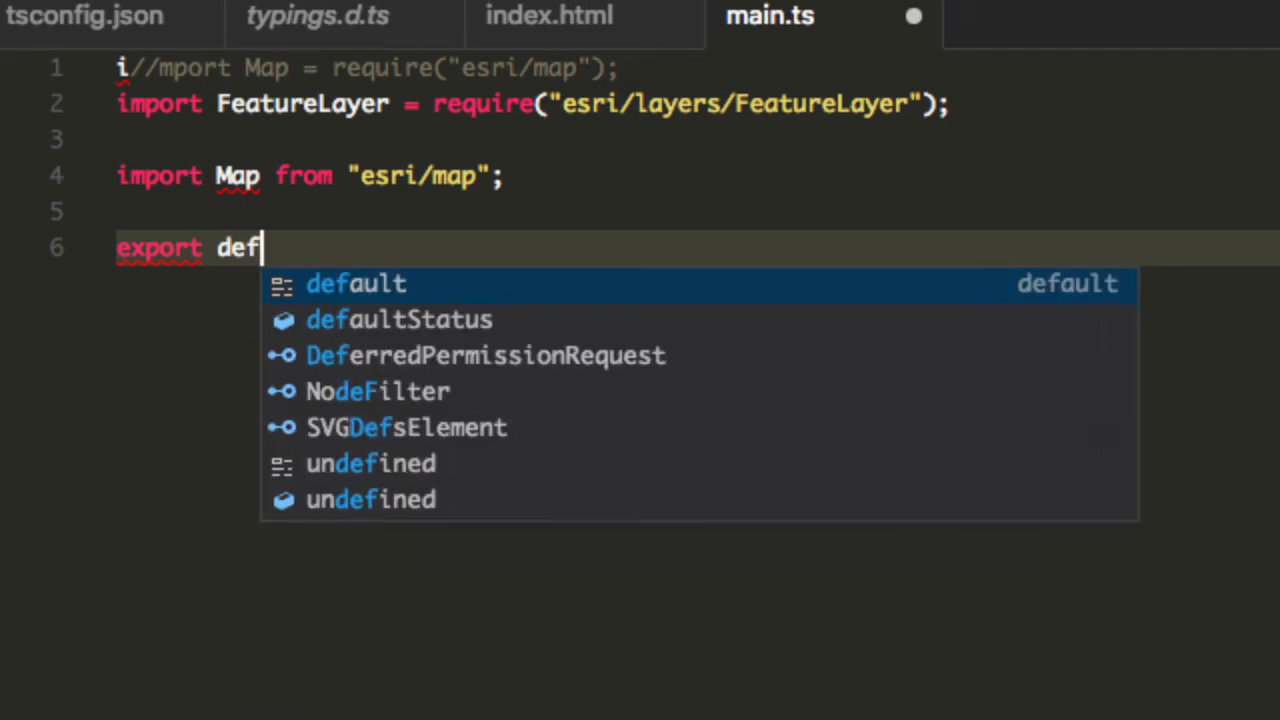 tsconfig.json typings.d.ts index.html main.ts
1 i//mport Map = require("esri/map");
2 import FeatureLayer = require("esri/layers/FeatureLayer");
3
4 import Map from "esri/map";
5
6 export def
default default
defaultStatus
DeferredPermissionRequest
NodeFilter
SVGDefsElement
undefined
undefined